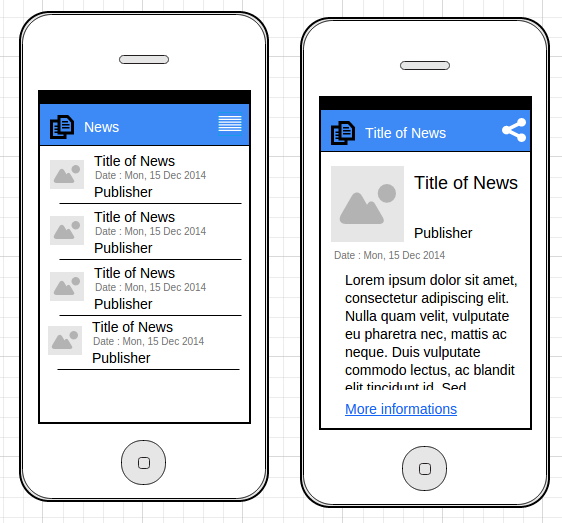 News
Title of News
Date : Mon, 15 Dec 2014
Publisher
Title of News
Date : Mon, 15 Dec 2014
Publisher
Title of News
Date : Mon, 15 Dec 2014
Publisher
Title of News
Date : Mon, 15 Dec 2014
Publisher
Title of News
Title of News
Publisher
Date : Mon, 15 Dec 2014
Lorem ipsum dolor sit amet,
consectetur adipiscing elit.
Nulla quam velit, vulputate
eu pharetra nec, mattis ac
neque. Duis vulputate
commodo lectus, ac blandit
elit tincidunt id. Sed
More informations